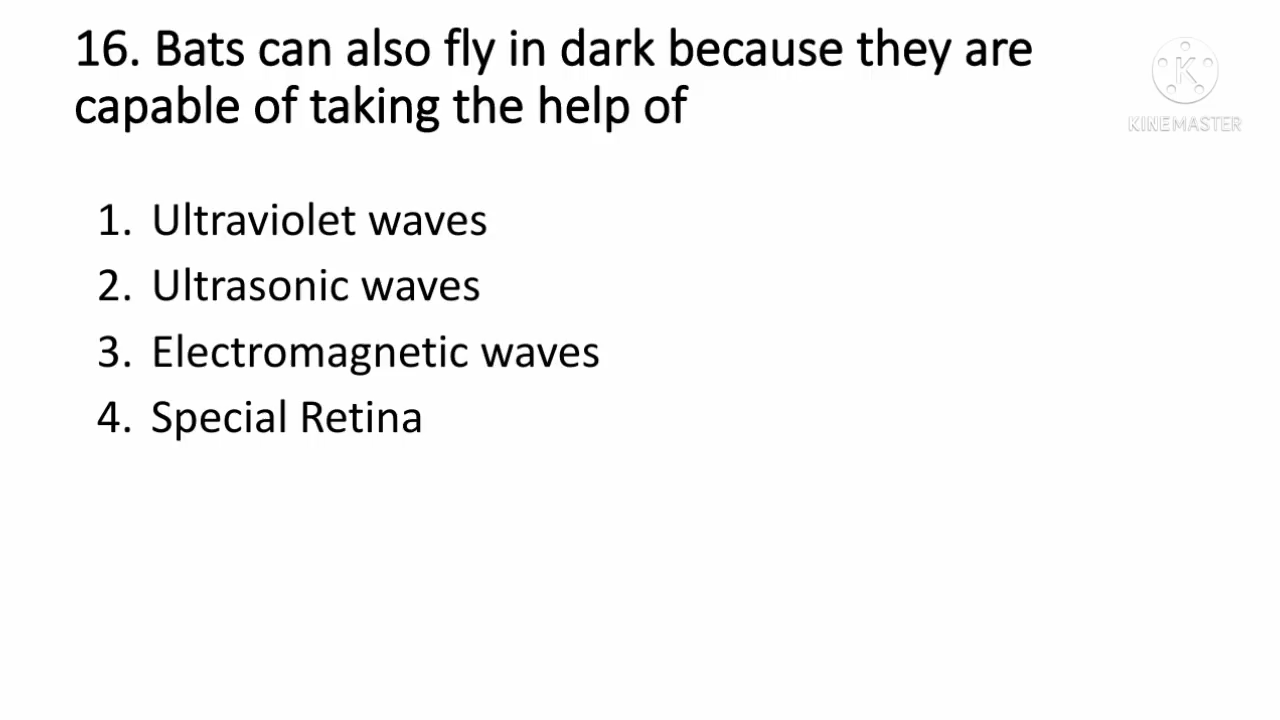 16. Bats can also fly in dark because they are
capable of taking the help of
KINEMASTER
1. Ultraviolet waves
2. Ultrasonic waves
3. Electromagnetic waves
4. Special Retina